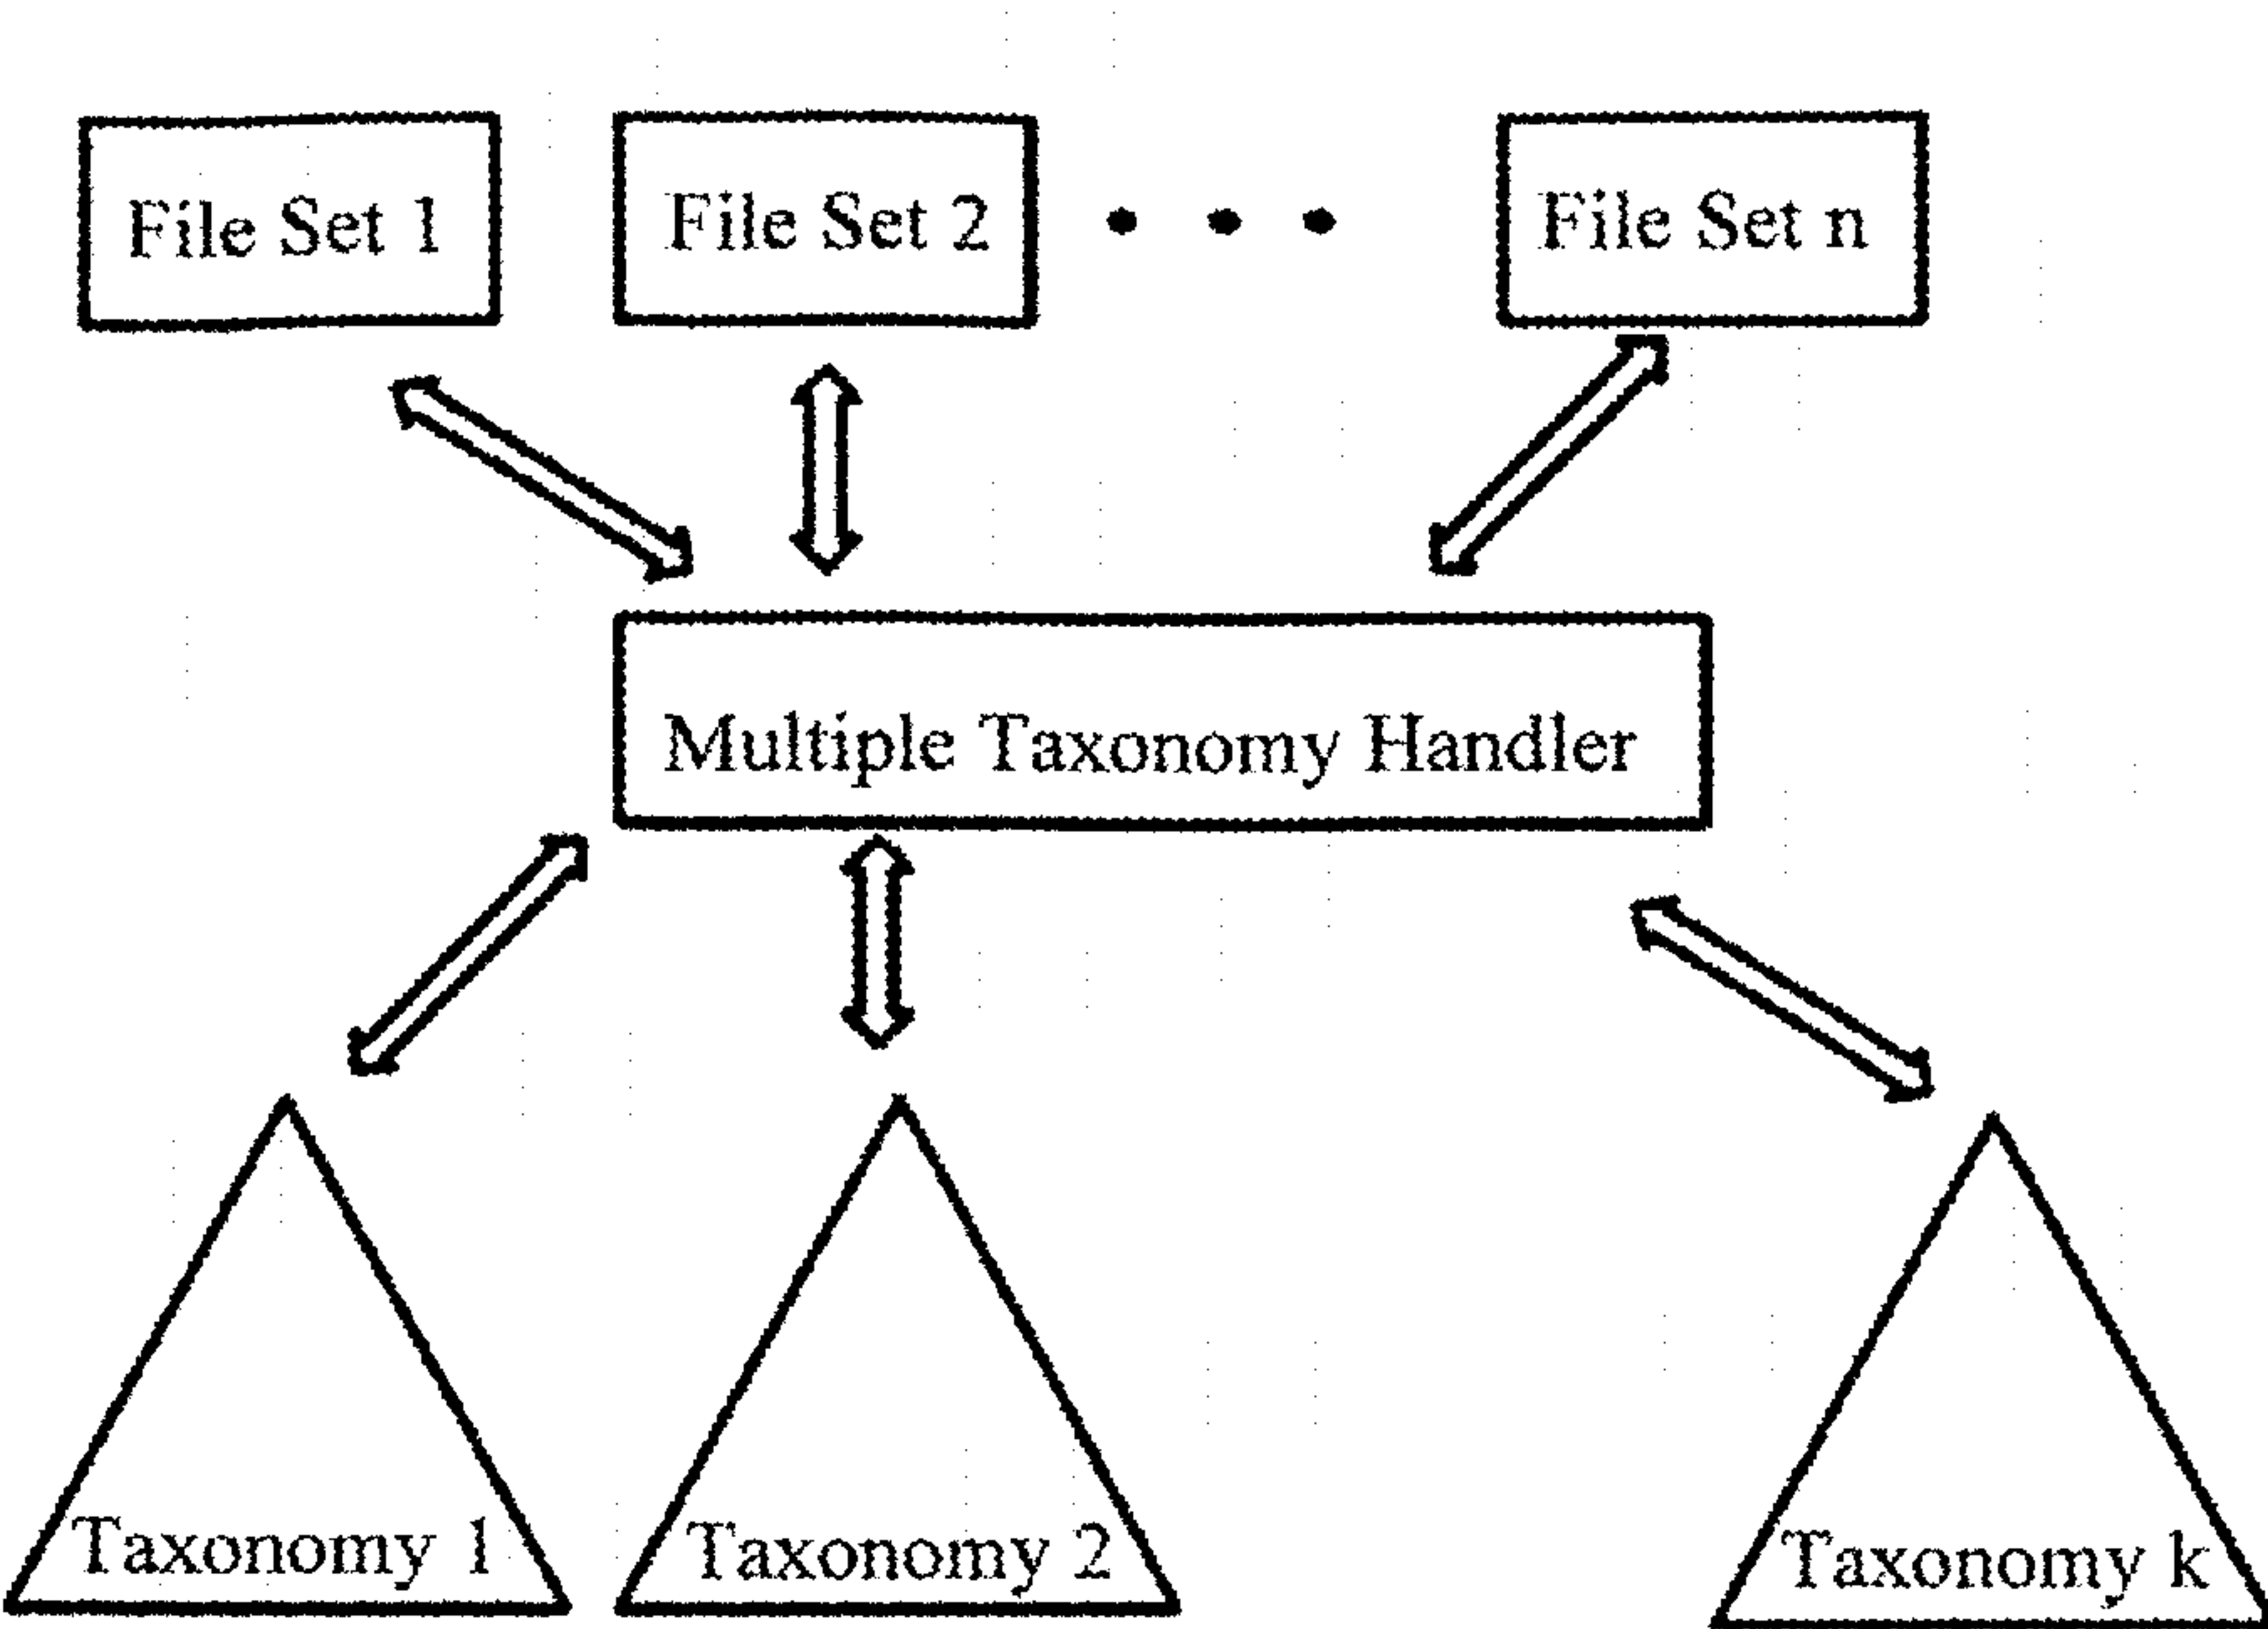 File Set 1
File Set 2
File Set n
Multiple Taxonomy Handler
Taxonomy 1
Taxonomy 2
Taxonomy k